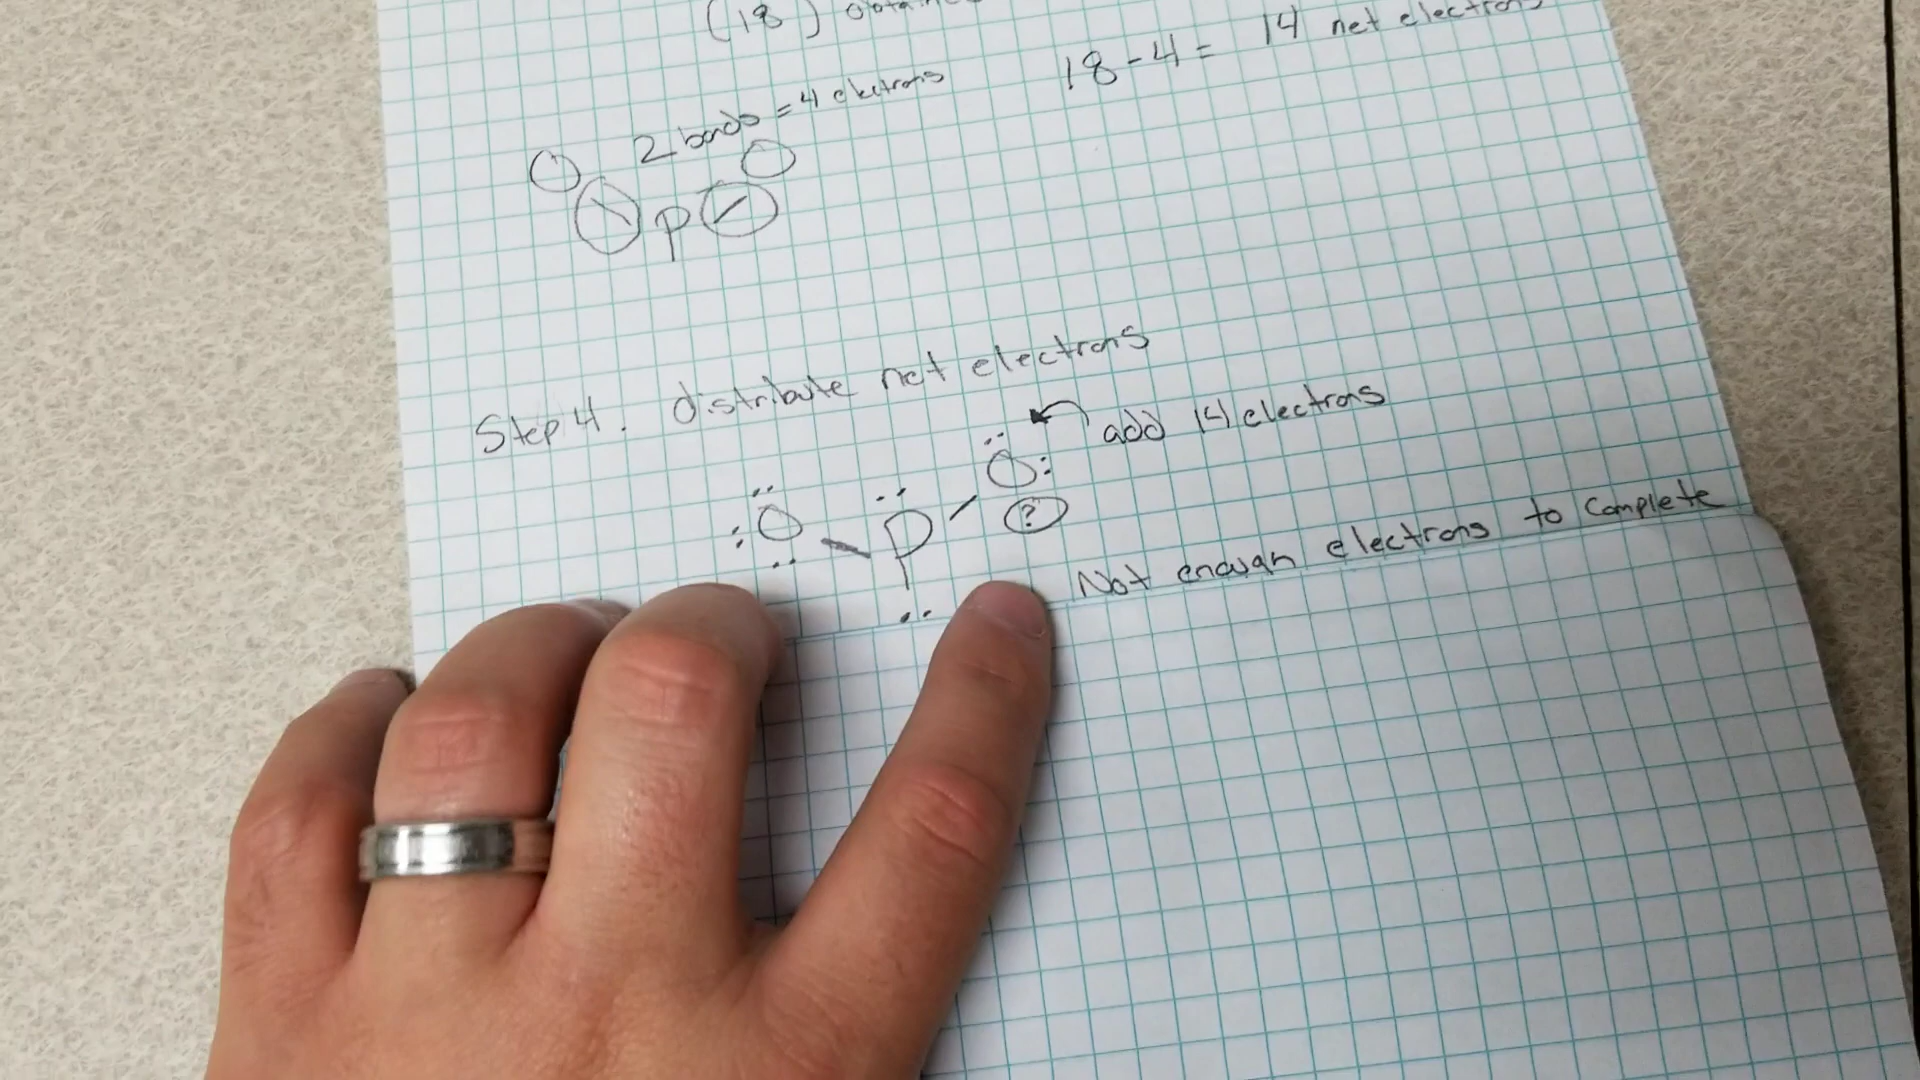 (18) obtaine
18-4= 14 net electrons
2 bonds = 4 electrons
O O
P
Step 4. distribute net electrons
add 14 electrons
O
O P ?
Not enough electrons to complete